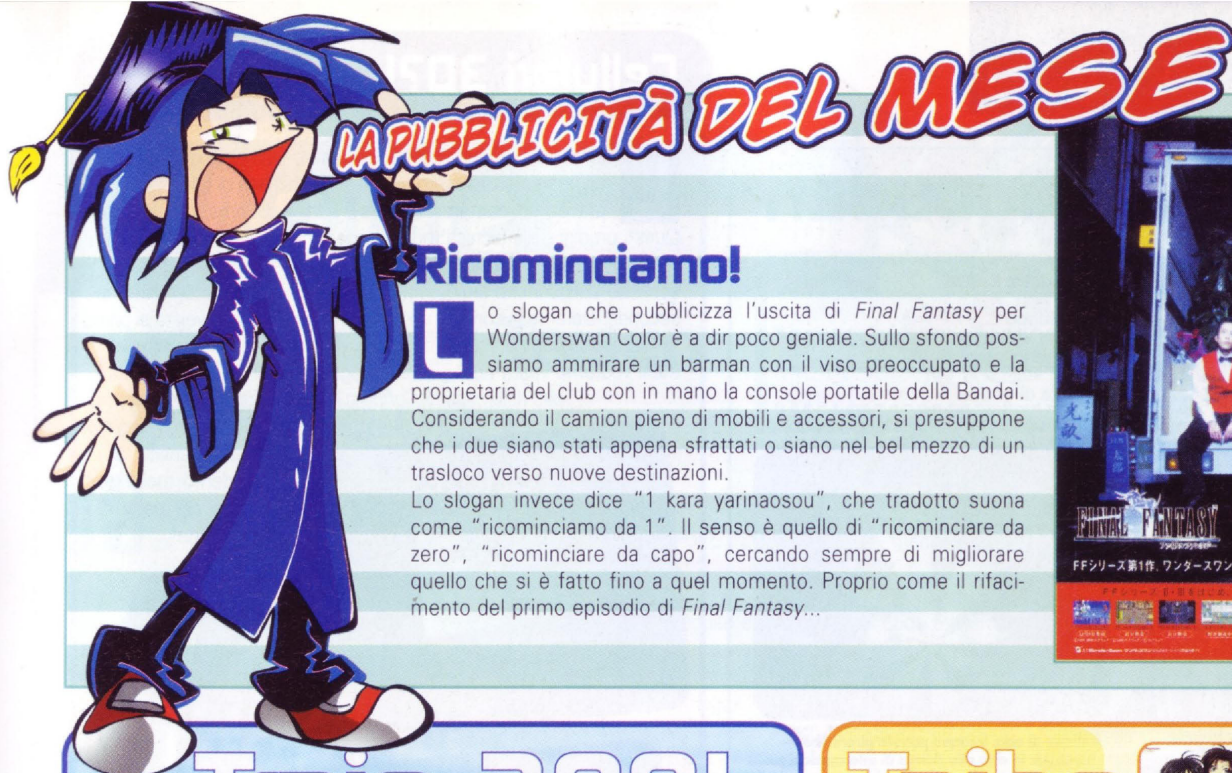 LA PUBBLICITÀ DEL MESE
Ricominciamo!
Lo slogan che pubblicizza l'uscita di Final Fantasy per
Wonderswan Color è a dir poco geniale. Sullo sfondo pos-
siamo ammirare un barman con il viso preoccupato e la
proprietaria del club con in mano la console portatile della Bandai.
Considerando il camion pieno di mobili e accessori, si presuppone
che i due siano stati appena sfrattati o siano nel bel mezzo di un
trasloco verso nuove destinazioni.
Lo slogan invece dice "1 kara yarinaosou", che tradotto suona
come "ricominciamo da 1". Il senso è quello di "ricominciare da
zero", "ricominciare da capo", cercando sempre di migliorare
quello che si è fatto fino a quel momento. Proprio come il rifaci-
mento del primo episodio di Final Fantasy...
FINAL FANTASY
FFシリーズ第1作、ワンダースワン